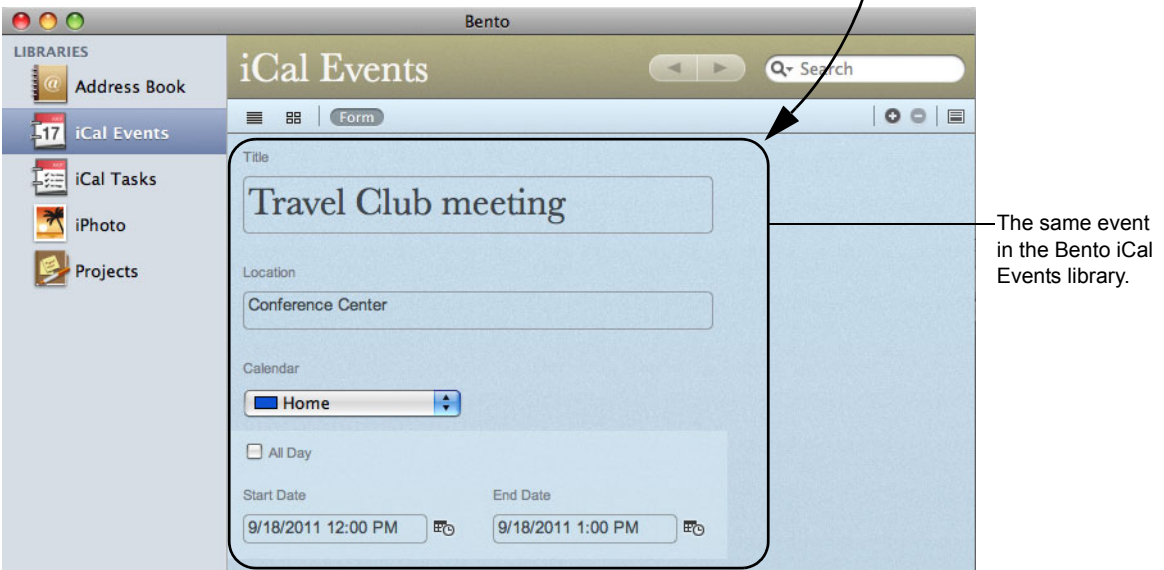 Bento
LIBRARIES
Address Book
17
iCal Events
iCal Tasks
iPhoto
Projects
iCal Events
Search
Form
Title
Travel Club meeting
Location
Conference Center
Calendar
Home
All Day
Start Date
End Date
9/18/2011 12:00 PM
9/18/2011 1:00 PM
The same event
in the Bento iCal
Events library.